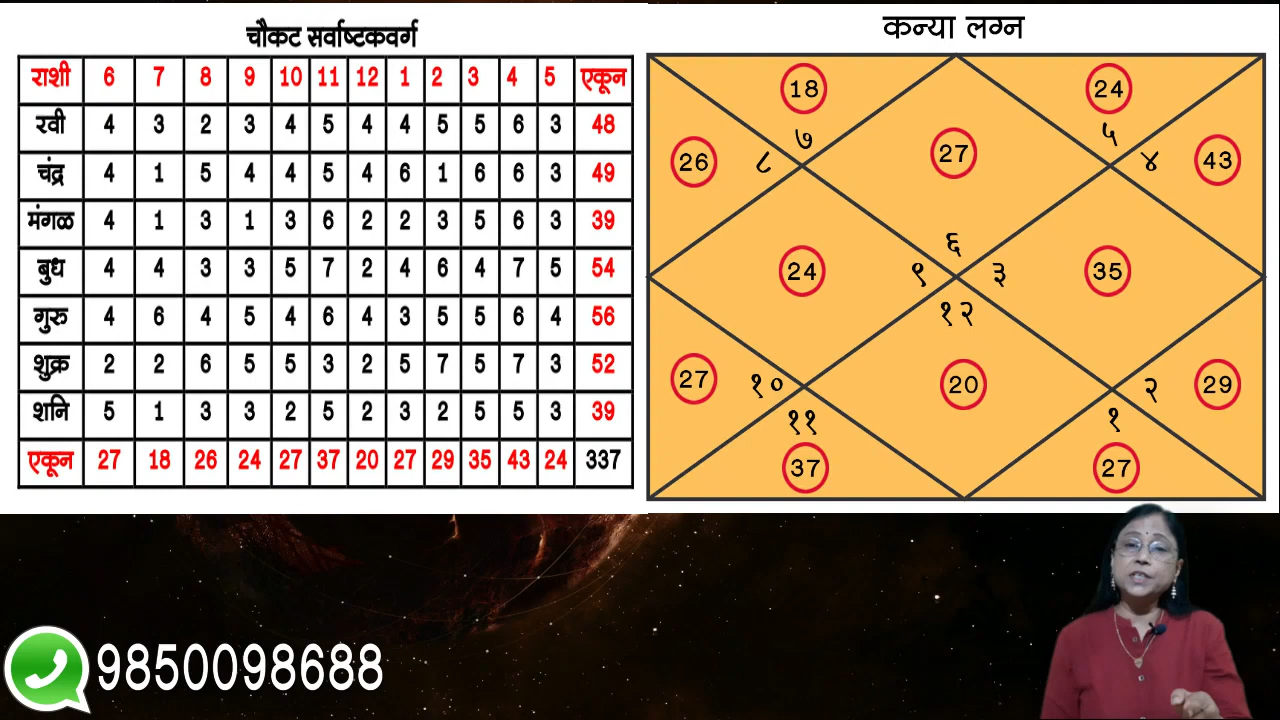 चौकट सर्वाष्टकवर्ग
राशी 6 7 8 9 10 11 12 1 2 3 4 5 एकून
रवी 4 3 2 3 4 5 4 4 5 5 6 3 48
चंद्र 4 1 5 4 4 5 4 6 1 6 6 3 49
मंगळ 4 1 3 1 3 6 2 2 3 5 6 3 39
बुध 4 4 3 3 5 7 2 4 6 4 7 5 54
गुरु 4 6 4 5 4 6 4 3 5 5 6 4 56
शुक्र 2 2 6 5 5 3 2 5 7 5 7 3 52
शनि 5 1 3 3 2 5 2 3 2 5 5 3 39
एकून 27 18 26 24 27 37 20 27 29 35 43 24 337
कन्या लग्न
18 24
७ ५
26 ८ 27 ४ 43
६
24 ९ ३ 35
१२
27 १० 20 २ 29
११ १
37 27
9850098688